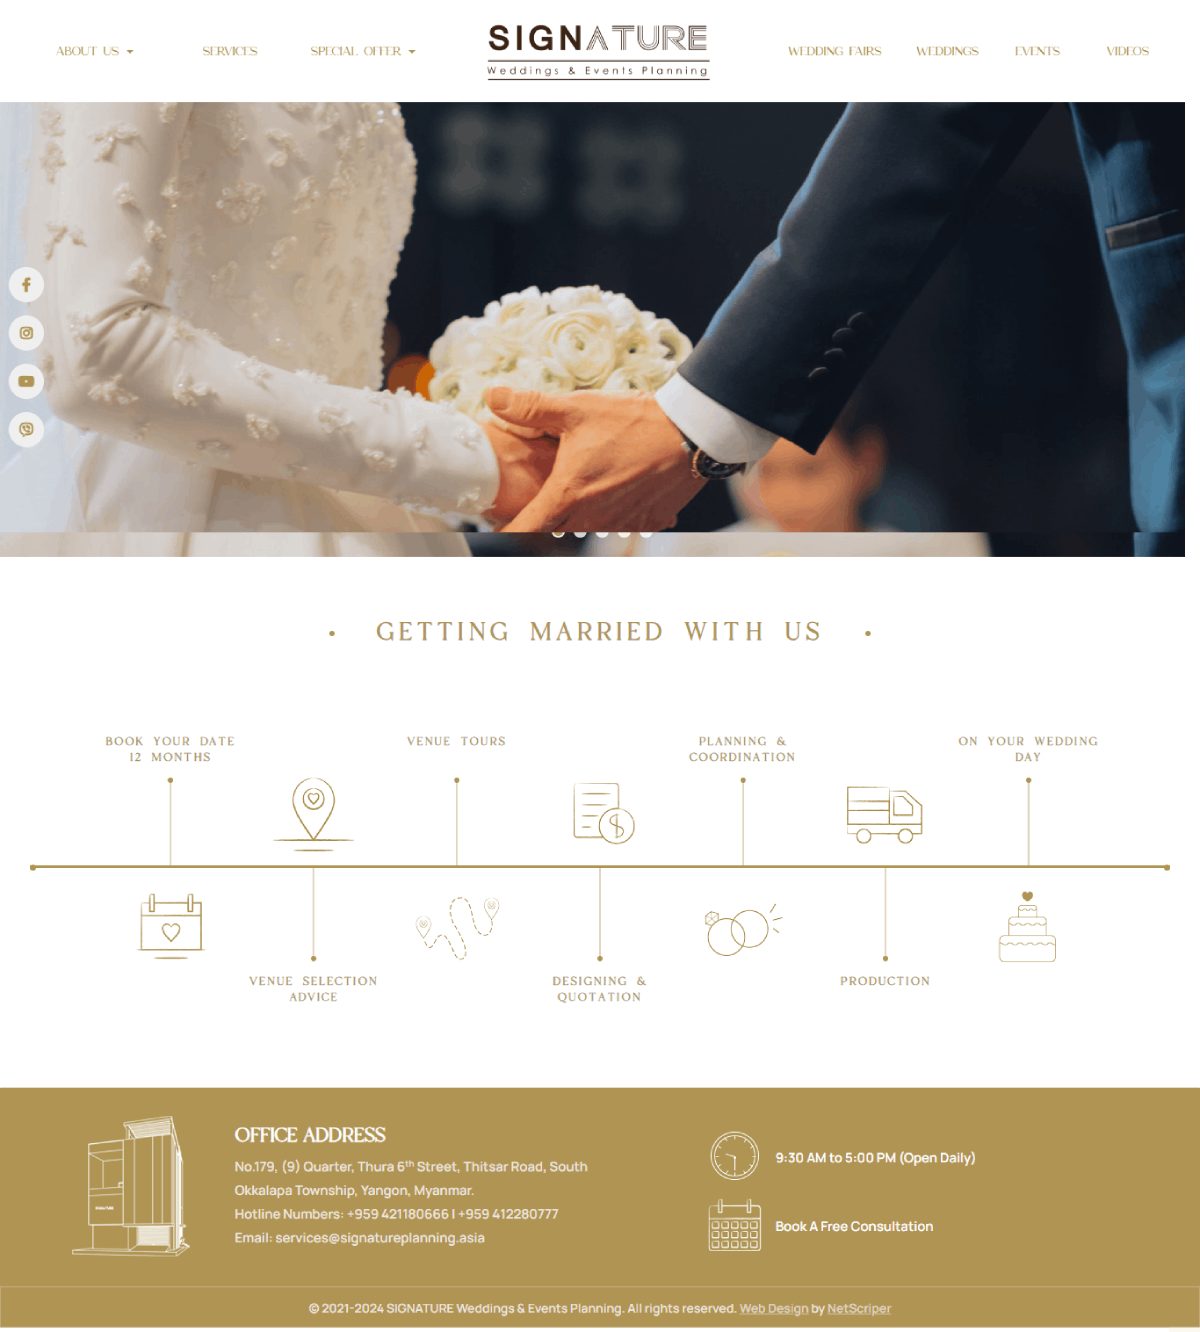 ABOUT US
SERVICES
SPECIAL OFFER
SIGNATURE
Weddings & Events Planning
WEDDING FAIRS
WEDDINGS
EVENTS
VIDEOS
• GETTING MARRIED WITH US •
BOOK YOUR DATE
12 MONTHS
VENUE TOURS
PLANNING &
COORDINATION
ON YOUR WEDDING
DAY
VENUE SELECTION
ADVICE
DESIGNING &
QUOTATION
PRODUCTION
OFFICE ADDRESS
No.179, (9) Quarter, Thura 6th Street, Thitsar Road, South
Okkalapa Township, Yangon, Myanmar.
Hotline Numbers: +959 421180666 | +959 412280777
Email: services@signatureplanning.asia
SIGNATURE
9:30 AM to 5:00 PM (Open Daily)
Book A Free Consultation
© 2021-2024 SIGNATURE Weddings & Events Planning. All rights reserved. Web Design by NetScriper